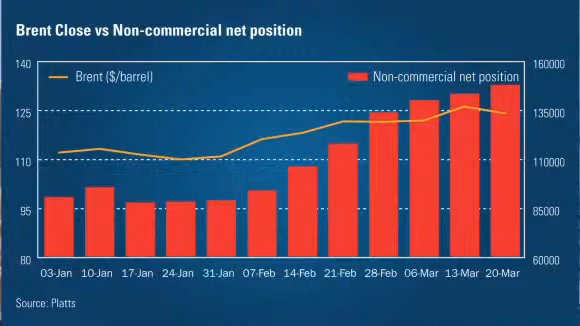 Brent Close vs Non-commercial net position
140
160000
Brent ($/barrel)
Non-commercial net position
125
135000
110
110000
95
85000
80
60000
03-Jan 10-Jan 17-Jan 24-Jan 31-Jan 07-Feb 14-Feb 21-Feb 28-Feb 06-Mar 13-Mar 20-Mar
Source: Platts